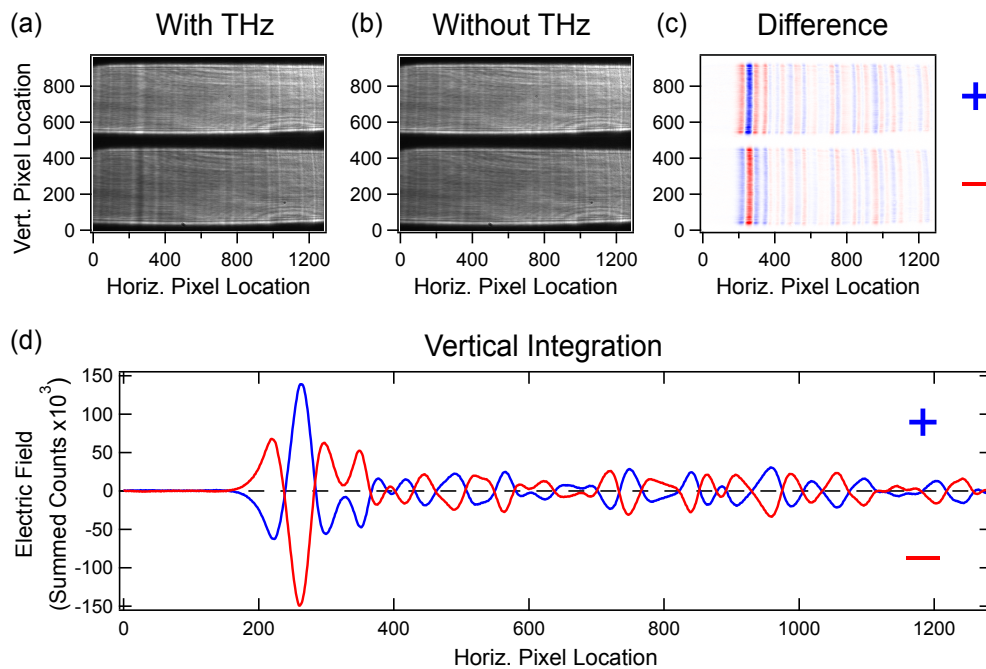 (a) With THz
(b) Without THz
(c) Difference
Vert. Pixel Location
800
600
400
200
0
0 400 800 1200
Horiz. Pixel Location
0 400 800 1200
Horiz. Pixel Location
800
600
400
200
0
0 400 800 1200
Horiz. Pixel Location
800
600
400
200
0
+
−
(d) Vertical Integration
Electric Field
(Summed Counts x10³)
150
100
50
0
-50
-100
-150
0 200 400 600 800 1000 1200
Horiz. Pixel Location
+
−